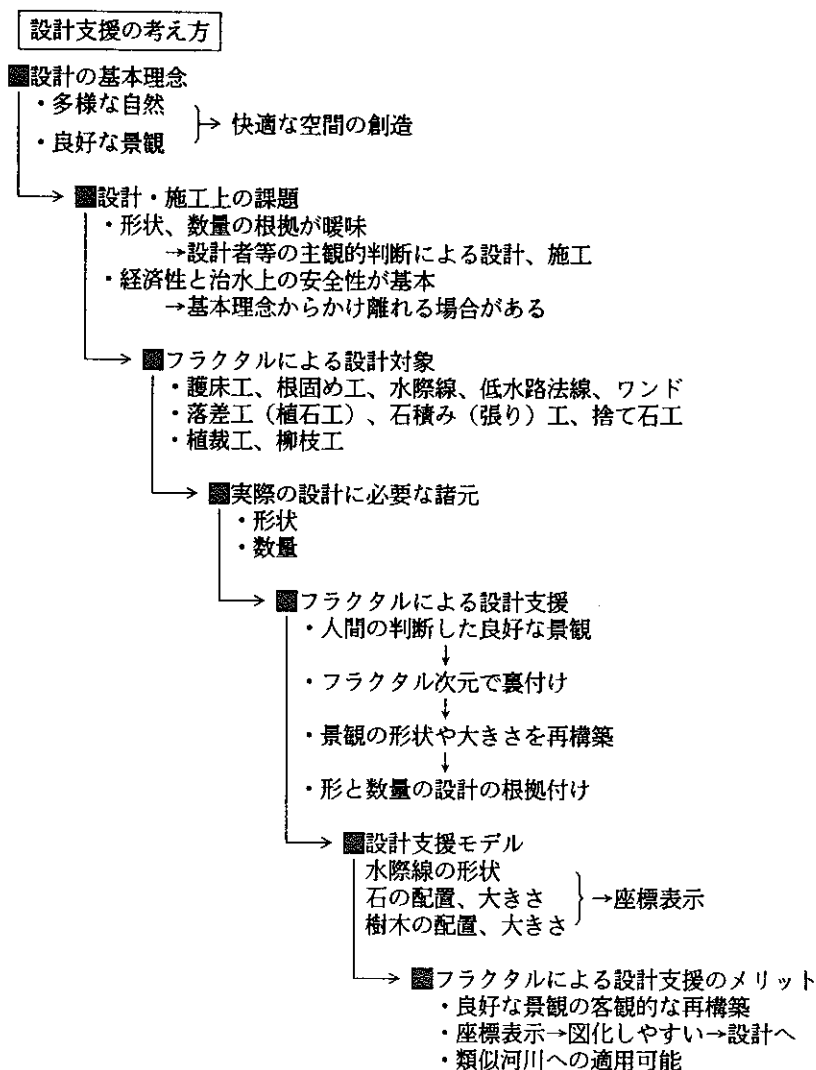 設計支援の考え方
■設計の基本理念
・多様な自然
・良好な景観
→ 快適な空間の創造
■設計・施工上の課題
・形状、数量の根拠が曖味
→設計者等の主観的判断による設計、施工
・経済性と治水上の安全性が基本
→基本理念からかけ離れる場合がある
■フラクタルによる設計対象
・護床工、根固め工、水際線、低水路法線、ワンド
・落差工（植石工）、石積み（張り）工、捨て石工
・植裁工、柳枝工
■実際の設計に必要な諸元
・形状
・数量
■フラクタルによる設計支援
・人間の判断した良好な景観
↓
・フラクタル次元で裏付け
↓
・景観の形状や大きさを再構築
↓
・形と数量の設計の根拠付け
■設計支援モデル
水際線の形状
石の配置、大きさ
樹木の配置、大きさ
→座標表示
■フラクタルによる設計支援のメリット
・良好な景観の客観的な再構築
・座標表示→図化しやすい→設計へ
・類似河川への適用可能